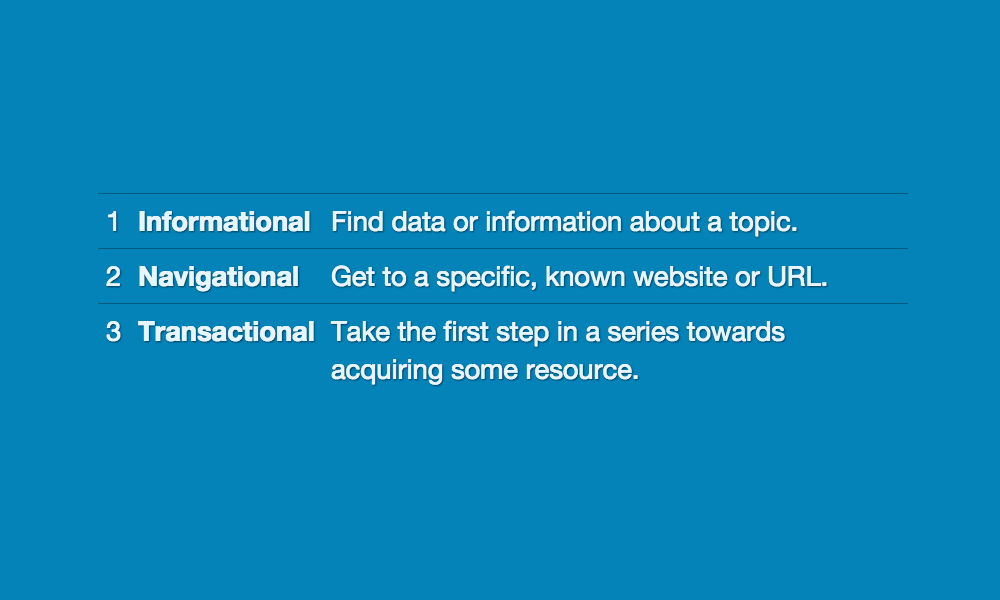 1 Informational Find data or information about a topic.
2 Navigational Get to a specific, known website or URL.
3 Transactional Take the first step in a series towards
acquiring some resource.